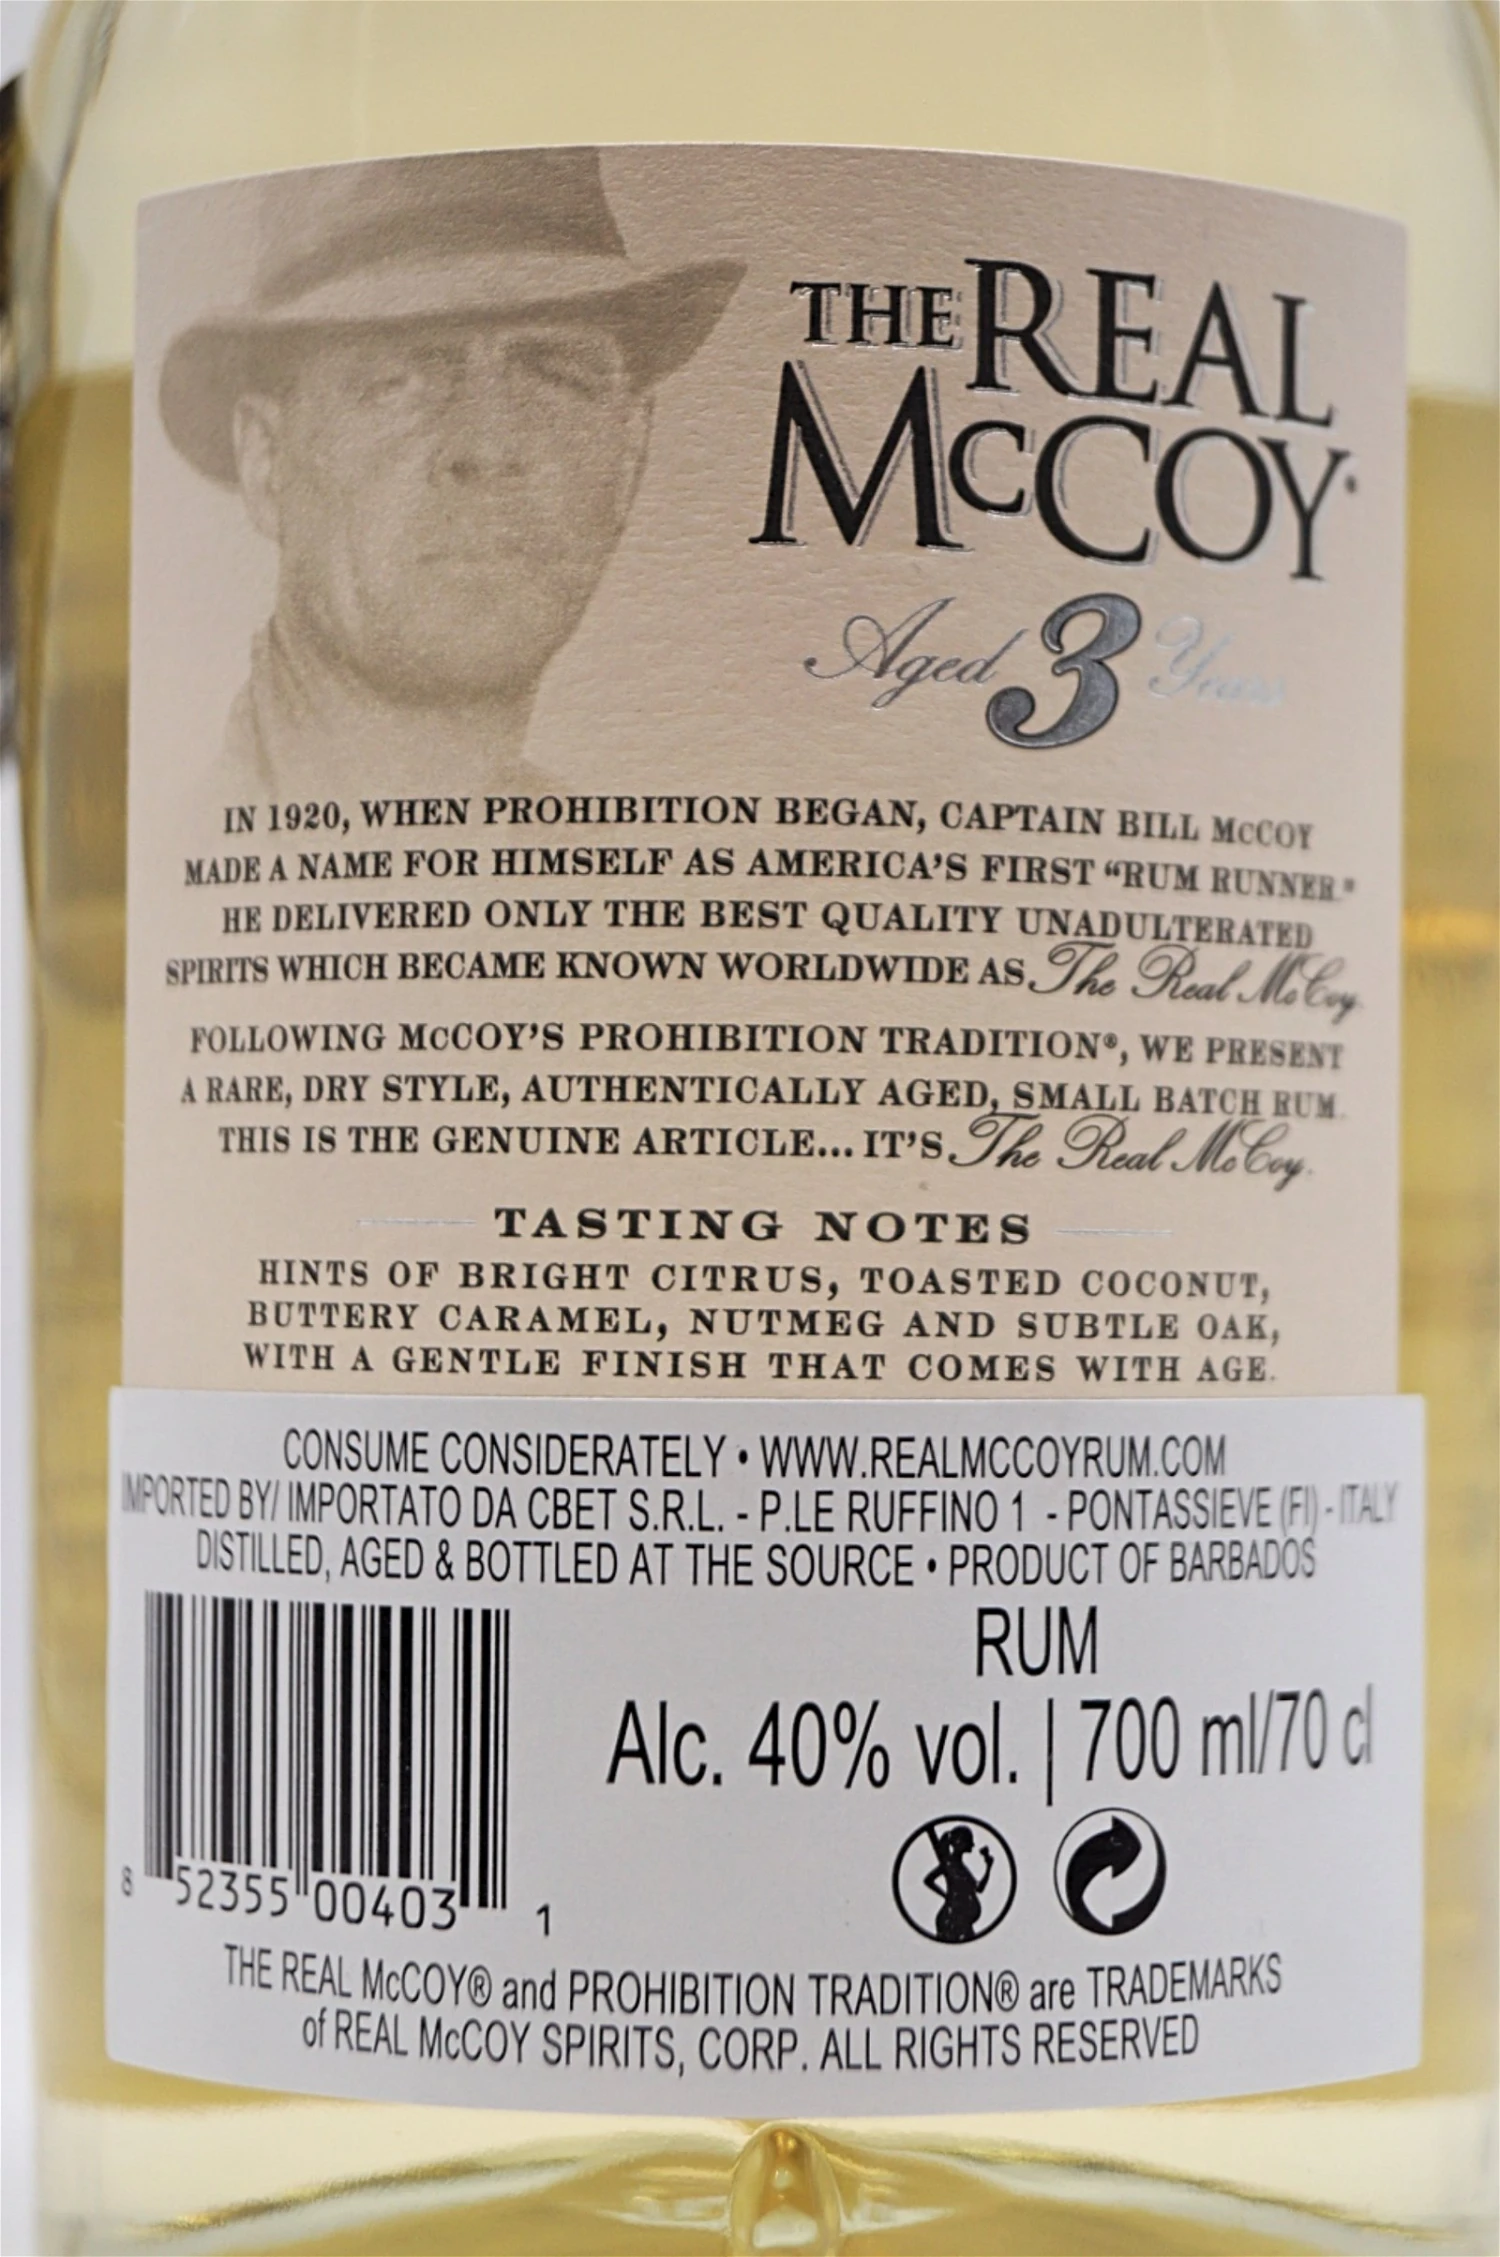 THE REAL
McCOY®
Aged 3 Years
IN 1920, WHEN PROHIBITION BEGAN, CAPTAIN BILL McCOY
MADE A NAME FOR HIMSELF AS AMERICA'S FIRST “RUM RUNNER.”
HE DELIVERED ONLY THE BEST QUALITY UNADULTERATED
SPIRITS WHICH BECAME KNOWN WORLDWIDE AS The Real McCoy.
FOLLOWING McCOY'S PROHIBITION TRADITION®, WE PRESENT
A RARE, DRY STYLE, AUTHENTICALLY AGED, SMALL BATCH RUM.
THIS IS THE GENUINE ARTICLE... IT'S The Real McCoy.
TASTING NOTES
HINTS OF BRIGHT CITRUS, TOASTED COCONUT,
BUTTERY CARAMEL, NUTMEG AND SUBTLE OAK,
WITH A GENTLE FINISH THAT COMES WITH AGE.
CONSUME CONSIDERATELY • WWW.REALMCCOYRUM.COM
IMPORTED BY/ IMPORTATO DA CBET S.R.L. - P.LE RUFFINO 1 - PONTASSIEVE (FI) - ITALY
DISTILLED, AGED & BOTTLED AT THE SOURCE • PRODUCT OF BARBADOS
RUM
Alc. 40% vol. | 700 ml/70 cl
8 52355 00403 1
THE REAL McCOY® and PROHIBITION TRADITION® are TRADEMARKS
of REAL McCOY SPIRITS, CORP. ALL RIGHTS RESERVED